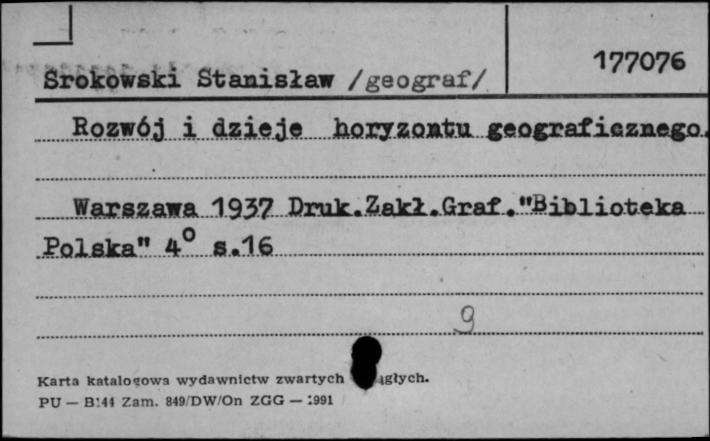 177076
Srokowski Stanisław /geograf/
Rozwój i dzieje horyzontu geograficznego.
Warszawa 1937 Druk.Zakł.Graf."Biblioteka
Polska" 4° s.16
9
Karta katalogowa wydawnictw zwartych
PU — B144 Zam. 849/DW/On ZGG — 1991